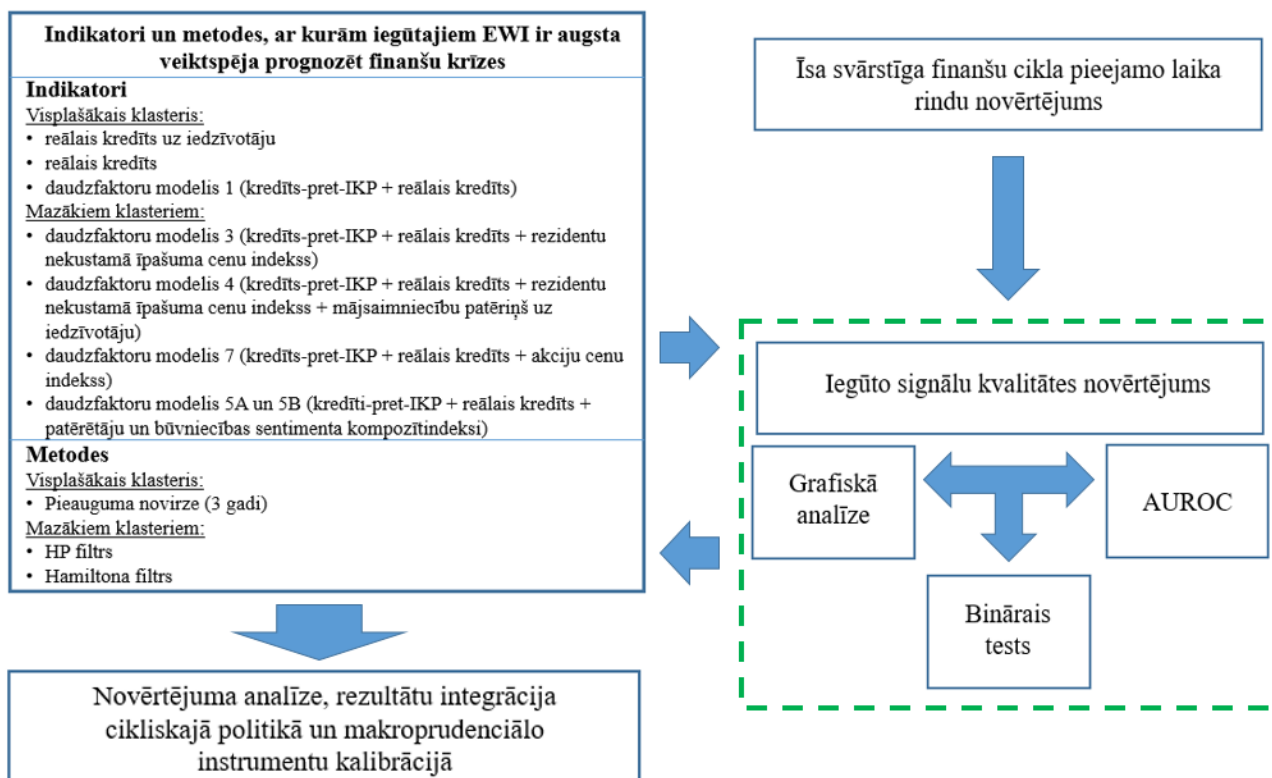 Indikatori un metodes, ar kurām iegūtajiem EWI ir augsta
veiktspēja prognozēt finanšu krīzes
Indikatori
Visplašākais klasteris:
• reālais kredīts uz iedzīvotāju
• reālais kredīts
• daudzfaktoru modelis 1 (kredīts-pret-IKP + reālais kredīts)
Mazākiem klasteriem:
• daudzfaktoru modelis 3 (kredīts-pret-IKP + reālais kredīts + rezidentu
nekustamā īpašuma cenu indekss)
• daudzfaktoru modelis 4 (kredīts-pret-IKP + reālais kredīts + rezidentu
nekustamā īpašuma cenu indekss + mājsaimniecību patēriņš uz
iedzīvotāju)
• daudzfaktoru modelis 7 (kredīts-pret-IKP + reālais kredīts + akciju cenu
indekss)
• daudzfaktoru modelis 5A un 5B (kredīti-pret-IKP + reālais kredīts +
patērētāju un būvniecības sentimenta kompozītindeksi)
Metodes
Visplašākais klasteris:
• Pieauguma novirze (3 gadi)
Mazākiem klasteriem:
• HP filtrs
• Hamiltona filtrs
Novērtējuma analīze, rezultātu integrācija
cikliskajā politikā un makroprudenciālo
instrumentu kalibrācijā
Īsa svārstīga finanšu cikla pieejamo laika
rindu novērtējums
Iegūto signālu kvalitātes novērtējums
Grafiskā
analīze
AUROC
Binārais
tests